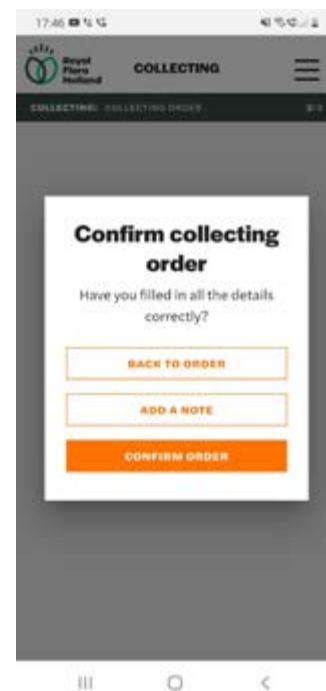 17:46
Royal
Flora
Holland
COLLECTING
COLLECTING: COLLECTING ORDER
Confirm collecting
order
Have you filled in all the details
correctly?
BACK TO ORDER
ADD A NOTE
CONFIRM ORDER